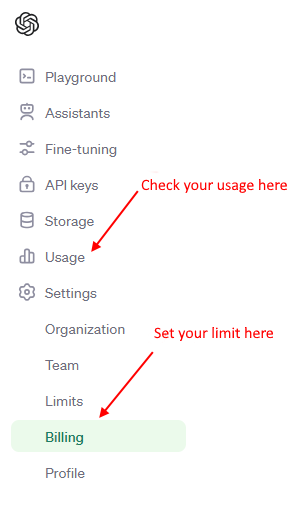 Playground
Assistants
Fine-tuning
API keys
Check your usage here
Storage
Usage
Settings
Organization
Set your limit here
Team
Limits
Billing
Profile